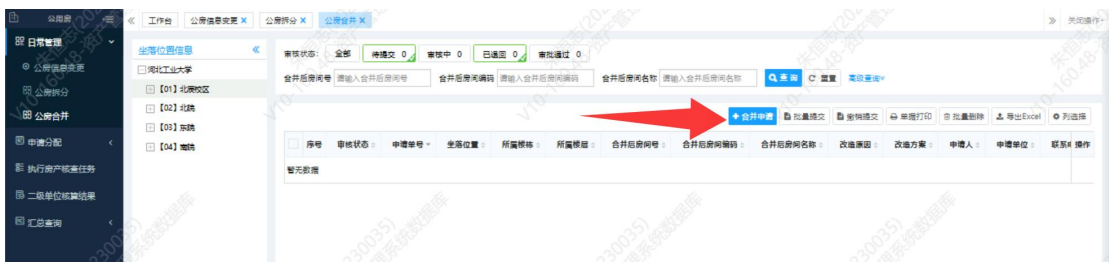 公用房
工作台 公房信息变更 × 公房拆分 × 公房合并 × 关闭操作
日常管理
公房信息变更
公房拆分
公房合并
申请分配
执行房产核查任务
二级单位核算结果
汇总查询
坐落位置信息
河北工业大学
【01】北辰校区
【02】北院
【03】东院
【04】南院
审核状态: 全部 待提交 0 审核中 0 已退回 0 审批通过 0
合并后房间号 请输入合并后房间号 合并后房间编码 请输入合并后房间编码 合并后房间名称 请输入合并后房间名称 查询 重置 高级查询
合并申请 批量提交 撤销提交 单据打印 批量删除 导出Excel 列选择
序号 审核状态 申请单号 坐落位置 所属楼栋 所属楼层 合并后房间号 合并后房间编码 合并后房间名称 改造原因 改造方案 申请人 申请单位 联系 操作
暂无数据